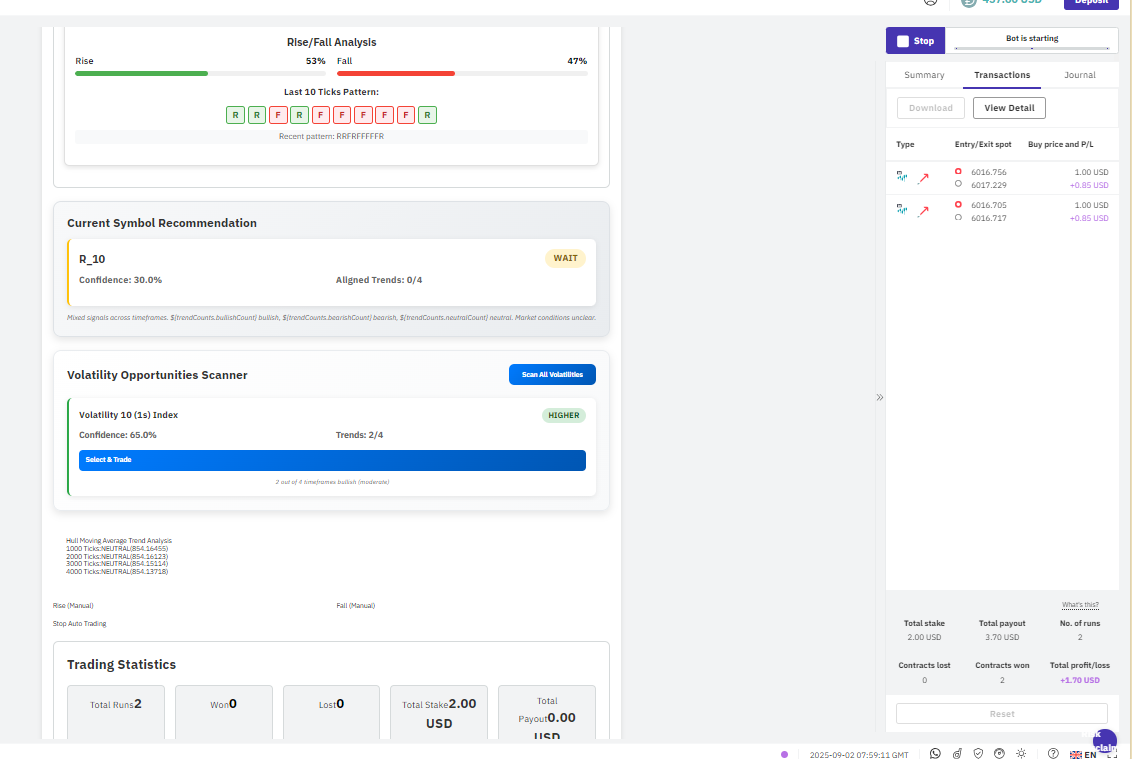 457.00 USD
Deposit
Rise/Fall Analysis
Rise 53% Fall 47%
Last 10 Ticks Pattern:
R R F R F F F F F R
Recent pattern: RRFRFFFFFR
Current Symbol Recommendation
R_10 WAIT
Confidence: 30.0% Aligned Trends: 0/4
Mixed signals across timeframes. ${trendCounts.bullishCount} bullish, ${trendCounts.bearishCount} bearish, ${trendCounts.neutralCount} neutral. Market conditions unclear.
Volatility Opportunities Scanner
Scan All Volatilities
Volatility 10 (1s) Index HIGHER
Confidence: 65.0% Trends: 2/4
Select & Trade
2 out of 4 timeframes bullish (moderate)
Hull Moving Average Trend Analysis
1000 Ticks:NEUTRAL(854.16455)
2000 Ticks:NEUTRAL(854.16123)
3000 Ticks:NEUTRAL(854.15114)
4000 Ticks:NEUTRAL(854.13718)
Rise (Manual) Fall (Manual)
Stop Auto Trading
Trading Statistics
Total Runs2
Won0
Lost0
Total Stake2.00
USD
Total
Payout0.00
USD
Stop Bot is starting
Summary Transactions Journal
Download View Detail
Type Entry/Exit spot Buy price and P/L
6016.756 1.00 USD
6017.229 +0.85 USD
6016.705 1.00 USD
6016.717 +0.85 USD
What's this?
Total stake Total payout No. of runs
2.00 USD 3.70 USD 2
Contracts lost Contracts won Total profit/loss
0 2 +1.70 USD
Reset
2025-09-02 07:59:11 GMT
EN